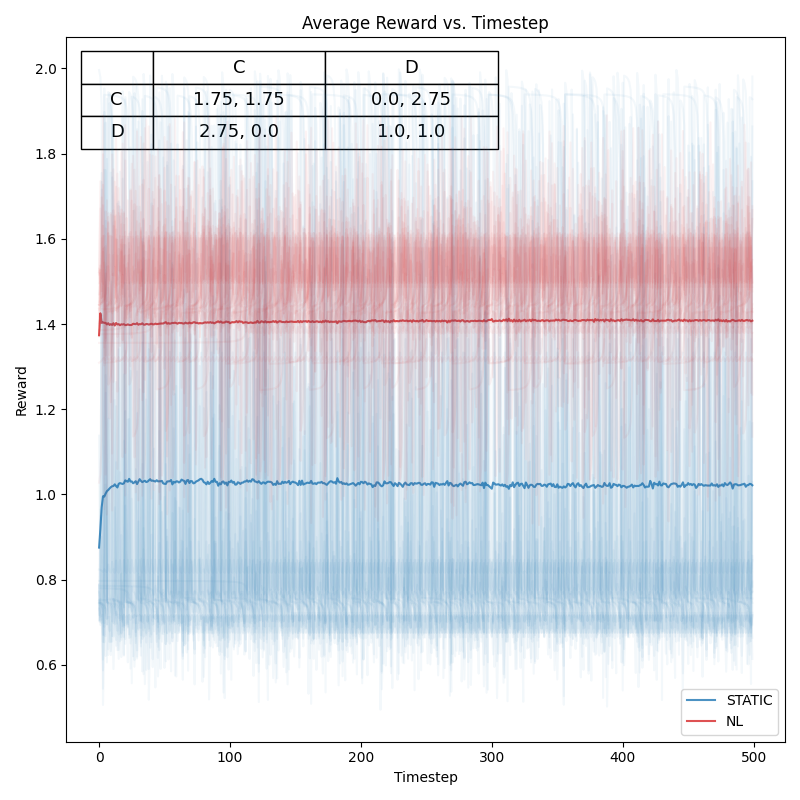 Average Reward vs. Timestep
C D
C 1.75, 1.75 0.0, 2.75
D 2.75, 0.0 1.0, 1.0
2.0
1.8
1.6
1.4
1.2
1.0
0.8
0.6
Reward
STATIC
NL
0 100 200 300 400 500
Timestep